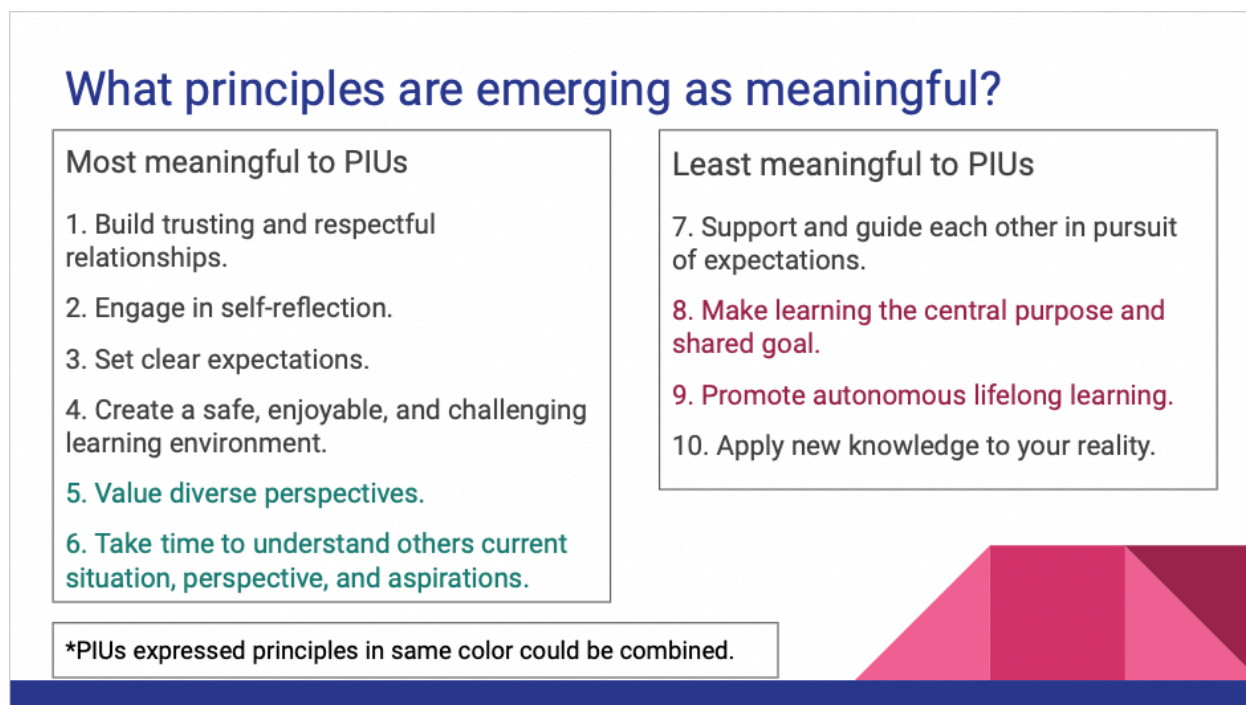 What principles are emerging as meaningful?
Most meaningful to PIUs
1. Build trusting and respectful
relationships.
2. Engage in self-reflection.
3. Set clear expectations.
4. Create a safe, enjoyable, and challenging
learning environment.
5. Value diverse perspectives.
6. Take time to understand others current
situation, perspective, and aspirations.
Least meaningful to PIUs
7. Support and guide each other in pursuit
of expectations.
8. Make learning the central purpose and
shared goal.
9. Promote autonomous lifelong learning.
10. Apply new knowledge to your reality.
*PIUs expressed principles in same color could be combined.